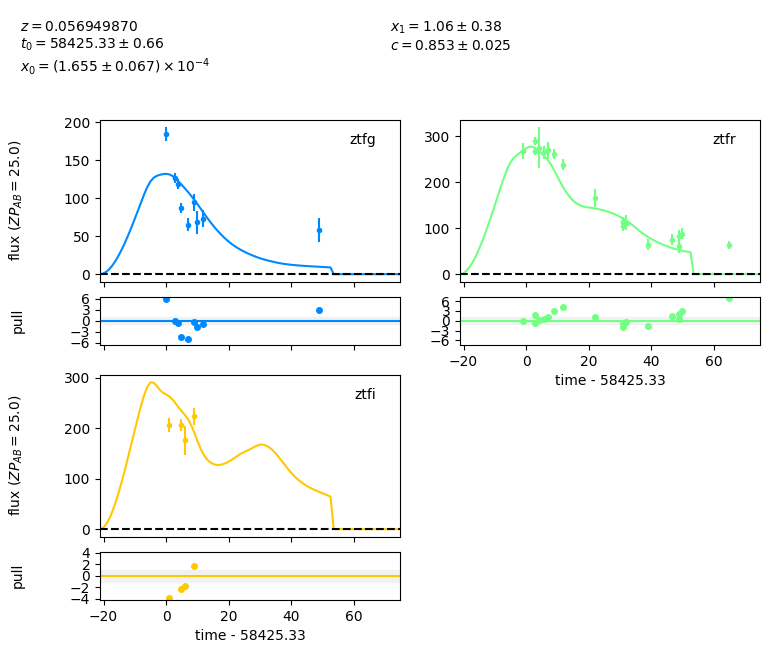 z = 0.056949870
t₀ = 58425.33 ± 0.66
x₀ = (1.655 ± 0.067) × 10⁻⁴
x₁ = 1.06 ± 0.38
c = 0.853 ± 0.025
flux (ZP_AB = 25.0)
200
150
100
50
0
ztfg
300
200
100
0
ztfr
pull
6
3
0
−3
−6
6
3
0
−3
−6
−20 0 20 40 60
time - 58425.33
flux (ZP_AB = 25.0)
300
200
100
0
ztfi
pull
4
2
0
−2
−4
−20 0 20 40 60
time - 58425.33